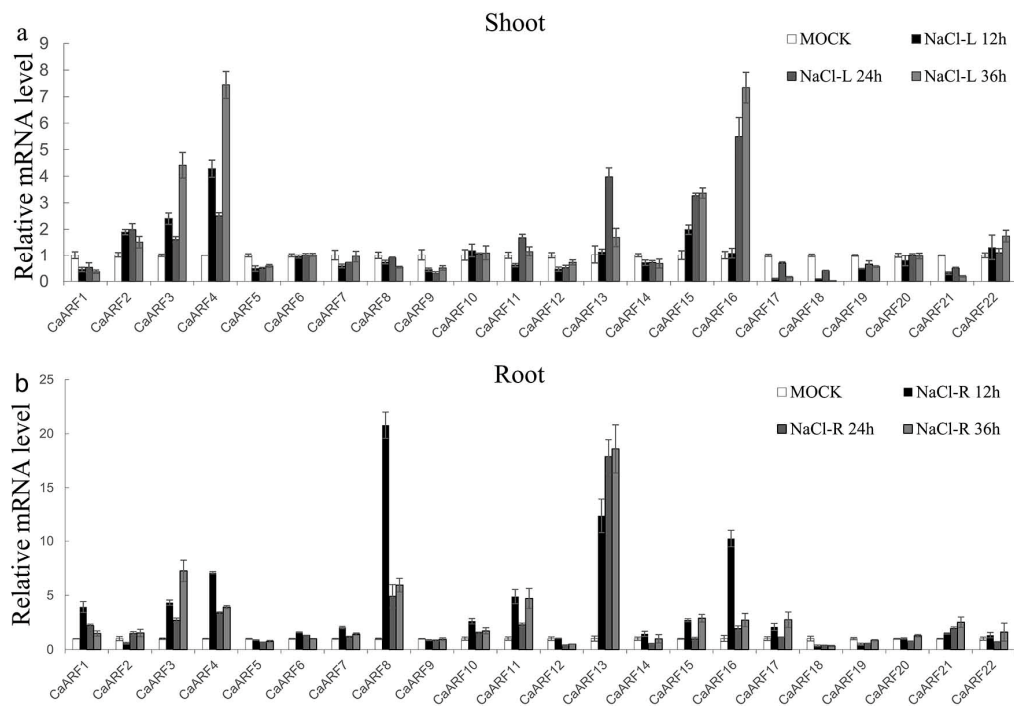 a
Shoot
Relative mRNA level
9
8
7
6
5
4
3
2
1
0
MOCK
NaCl-L 12h
NaCl-L 24h
NaCl-L 36h
CaARF1
CaARF2
CaARF3
CaARF4
CaARF5
CaARF6
CaARF7
CaARF8
CaARF9
CaARF10
CaARF11
CaARF12
CaARF13
CaARF14
CaARF15
CaARF16
CaARF17
CaARF18
CaARF19
CaARF20
CaARF21
CaARF22
b
Root
Relative mRNA level
25
20
15
10
5
0
MOCK
NaCl-R 12h
NaCl-R 24h
NaCl-R 36h
CaARF1
CaARF2
CaARF3
CaARF4
CaARF5
CaARF6
CaARF7
CaARF8
CaARF9
CaARF10
CaARF11
CaARF12
CaARF13
CaARF14
CaARF15
CaARF16
CaARF17
CaARF18
CaARF19
CaARF20
CaARF21
CaARF22